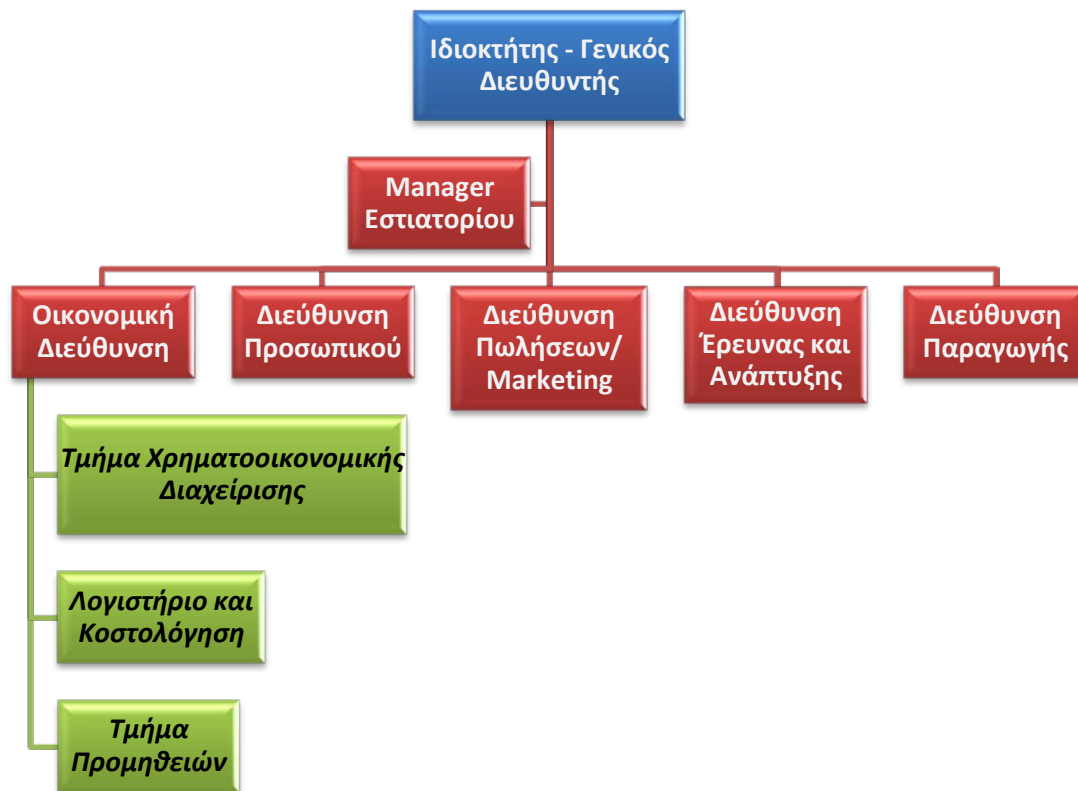 Ιδιοκτήτης - Γενικός
Διευθυντής
Manager
Εστιατορίου
Οικονομική
Διεύθυνση
Διεύθυνση
Προσωπικού
Διεύθυνση
Πωλήσεων/
Marketing
Διεύθυνση
Έρευνας και
Ανάπτυξης
Διεύθυνση
Παραγωγής
Τμήμα Χρηματοοικονομικής
Διαχείρισης
Λογιστήριο και
Κοστολόγηση
Τμήμα
Προμηθειών